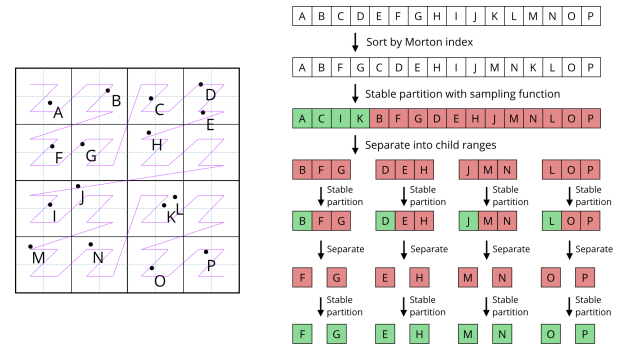 A B C D E F G H I J K L M N O P
Sort by Morton index
A B F G C D E H I J M N K L O P
Stable partition with sampling function
A C I K B F G D E H J M N L O P
Separate into child ranges
B F G D E H J M N L O P
Stable partition Stable partition Stable partition Stable partition
B F G D E H J M N L O P
Separate Separate Separate Separate
F G E H M N O P
Stable partition Stable partition Stable partition Stable partition
F G E H M N O P
A B C D
E
F G H
I J K L
M N O P